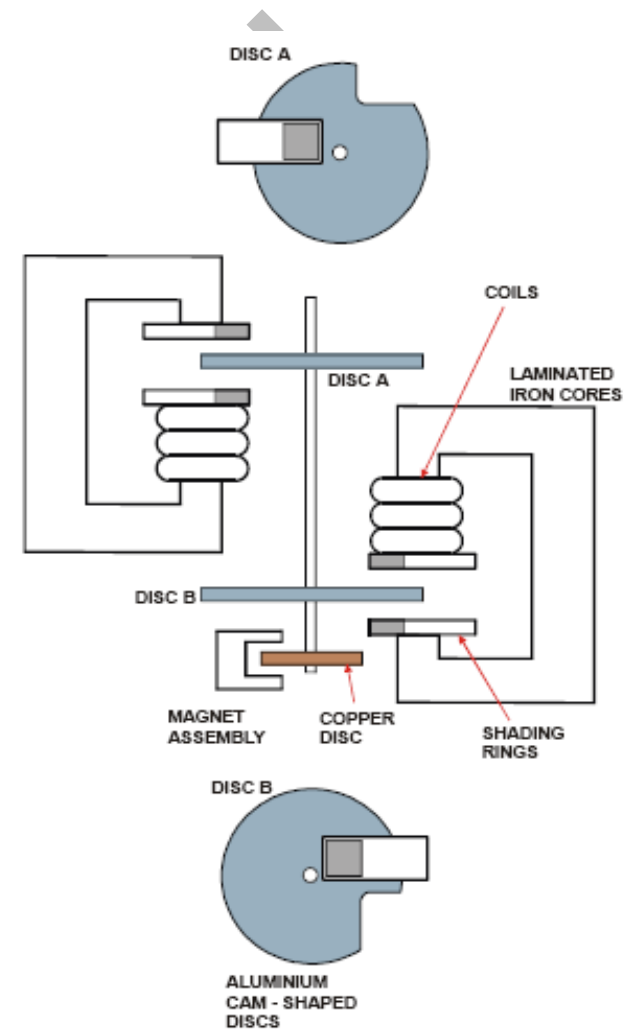 DISC A
COILS
DISC A
LAMINATED
IRON CORES
DISC B
MAGNET
ASSEMBLY
COPPER
DISC
SHADING
RINGS
DISC B
ALUMINIUM
CAM - SHAPED
DISCS